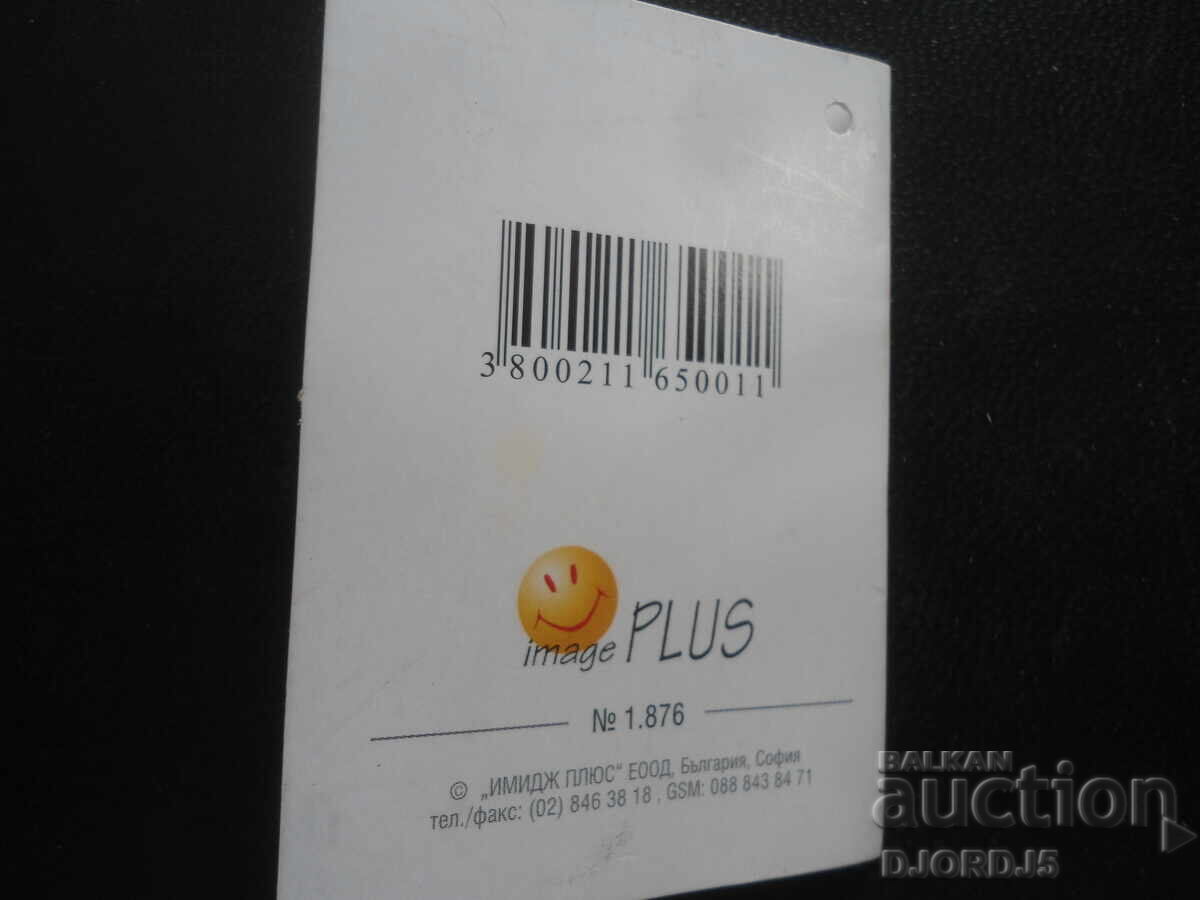 3 800211 650011
image PLUS
№ 1.876
© „ИМИДЖ ПЛЮС“ ЕООД, България, София
тел./факс: (02) 846 38 18 , GSM: 088 843 84 71
BALKAN
auction
DJORDJ5